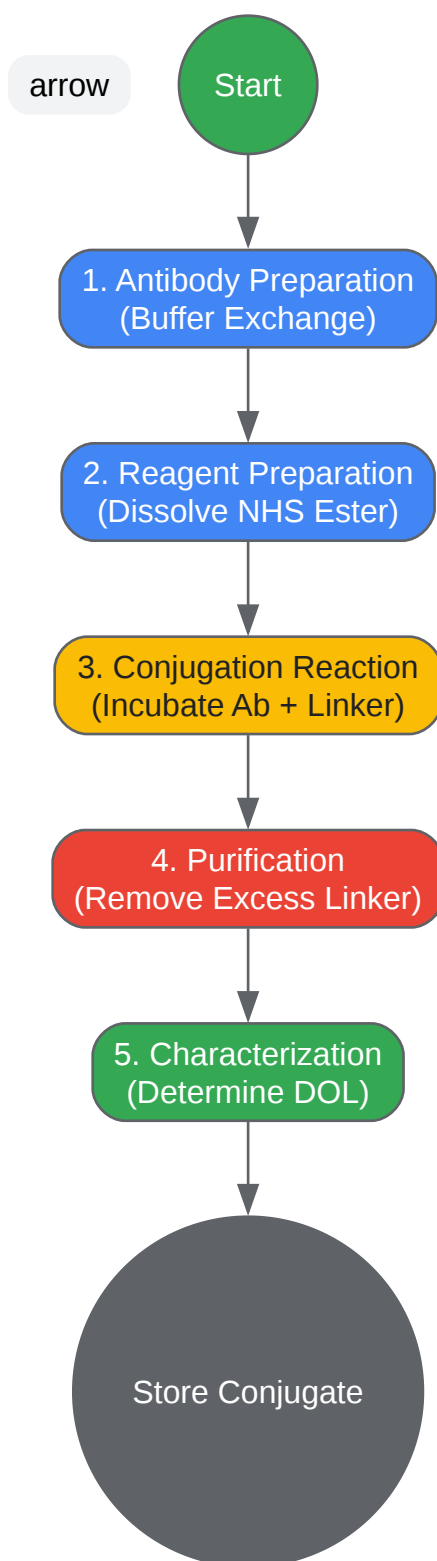 arrow
Start
1. Antibody Preparation
(Buffer Exchange)
2. Reagent Preparation
(Dissolve NHS Ester)
3. Conjugation Reaction
(Incubate Ab + Linker)
4. Purification
(Remove Excess Linker)
5. Characterization
(Determine DOL)
Store Conjugate